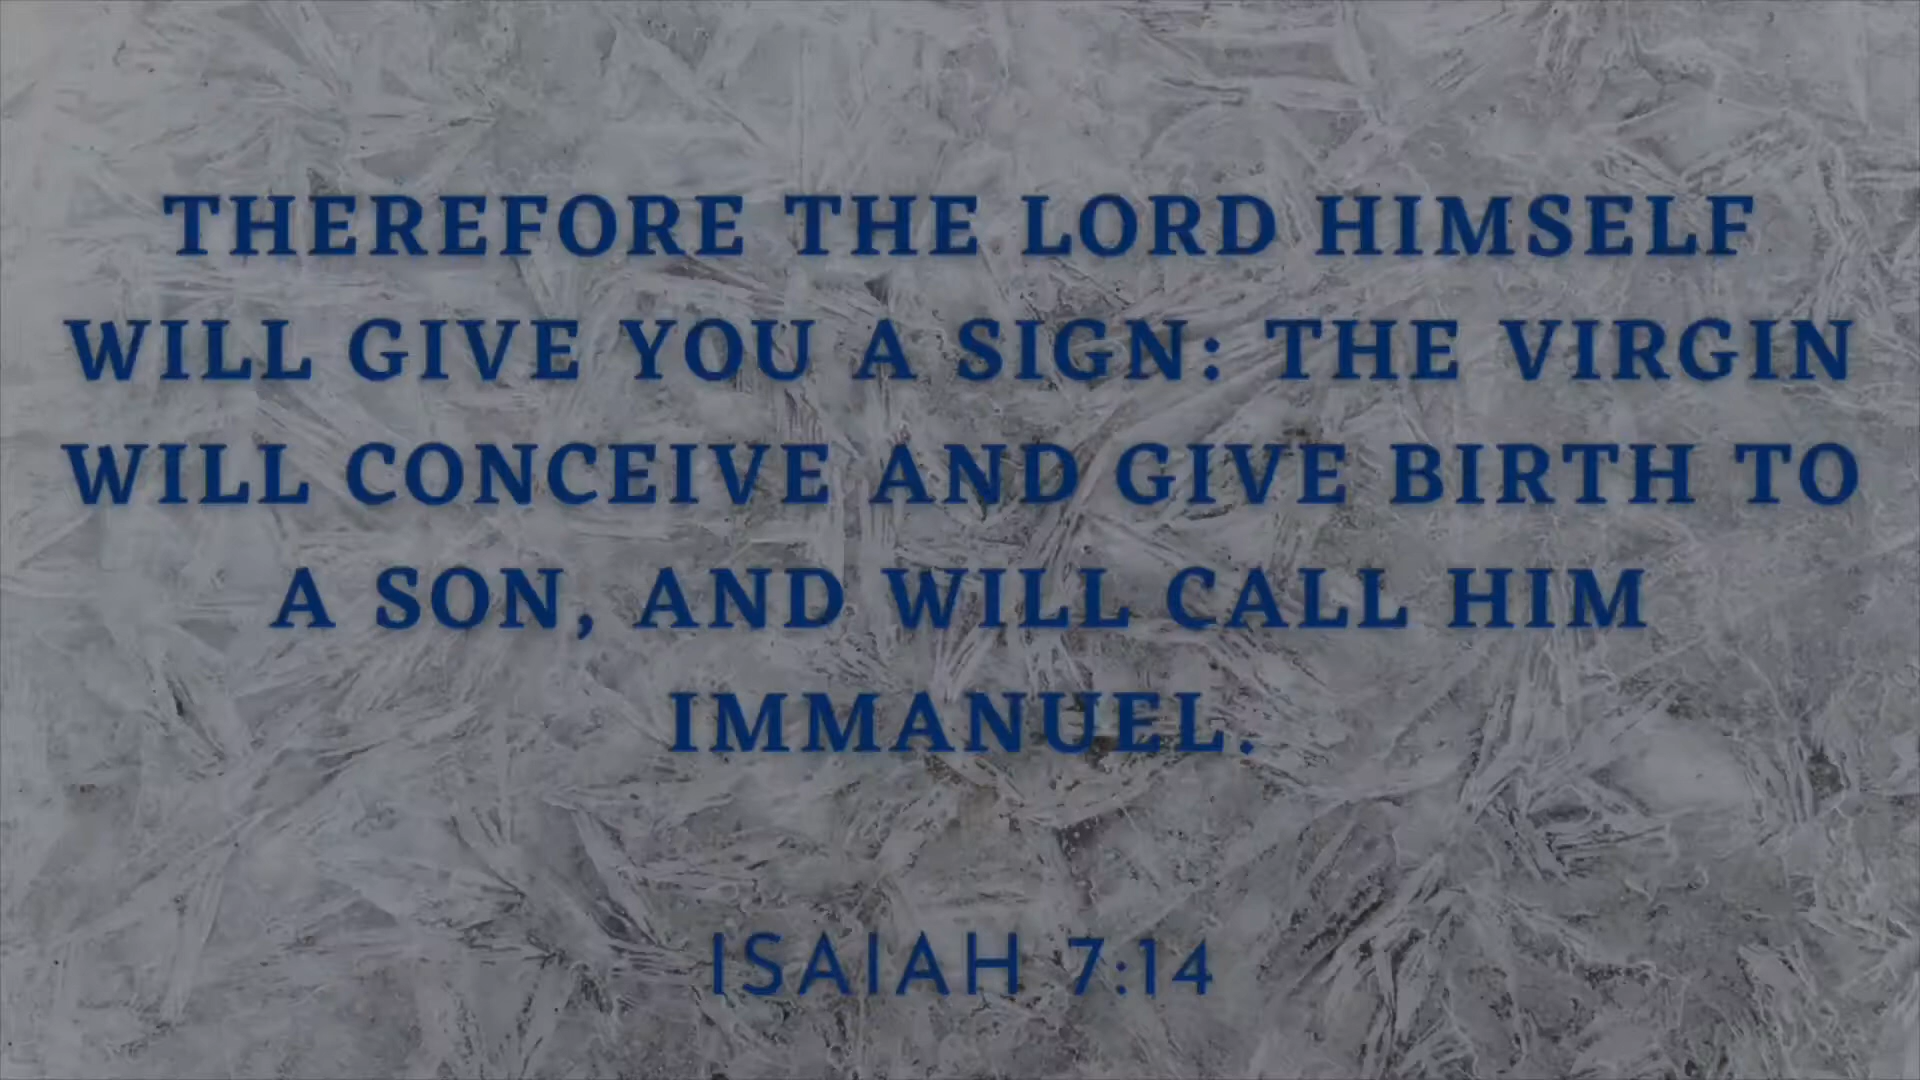 THEREFORE THE LORD HIMSELF
WILL GIVE YOU A SIGN: THE VIRGIN
WILL CONCEIVE AND GIVE BIRTH TO
A SON, AND WILL CALL HIM
IMMANUEL.
ISAIAH 7:14